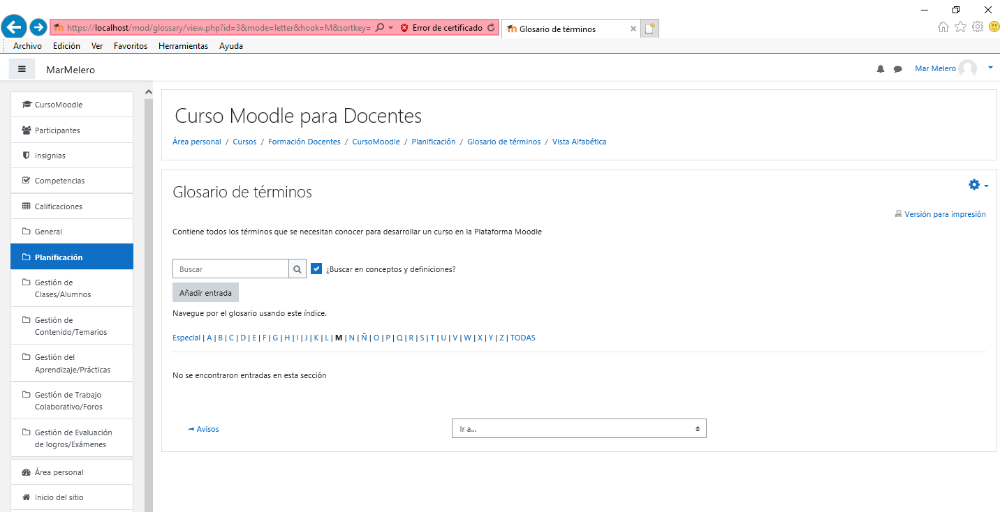 https://localhost/mod/glossary/view.php?id=3&mode=letter&hook=M&sortkey=
Error de certificado
Glosario de términos
Archivo Edición Ver Favoritos Herramientas Ayuda
MarMelero
Mar Melero
CursoMoodle
Participantes
Insignias
Competencias
Calificaciones
General
Planificación
Gestión de
Clases/Alumnos
Gestión de
Contenido/Temarios
Gestión del
Aprendizaje/Prácticas
Gestión de Trabajo
Colaborativo/Foros
Gestión de Evaluación
de logros/Exámenes
Área personal
Inicio del sitio
Curso Moodle para Docentes
Área personal / Cursos / Formación Docentes / CursoMoodle / Planificación / Glosario de términos / Vista Alfabética
Glosario de términos
Versión para impresión
Contiene todos los términos que se necesitan conocer para desarrollar un curso en la Plataforma Moodle
Buscar
¿Buscar en conceptos y definiciones?
Añadir entrada
Navegue por el glosario usando este índice.
Especial | A | B | C | D | E | F | G | H | I | J | K | L | M | N | Ñ | O | P | Q | R | S | T | U | V | W | X | Y | Z | TODAS
No se encontraron entradas en esta sección
◄ Avisos
Ir a...